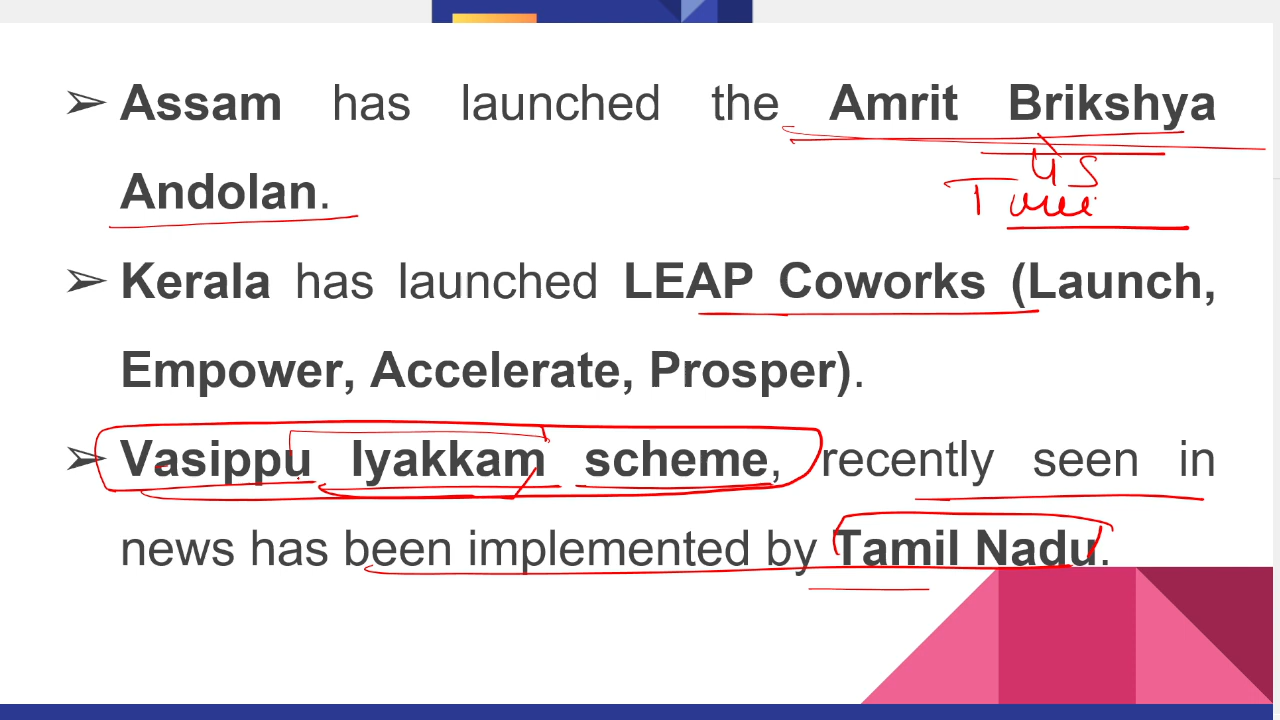 ➢ Assam has launched the Amrit Brikshya
Andolan.
➢ Kerala has launched LEAP Coworks (Launch,
Empower, Accelerate, Prosper).
➢ Vasippu Iyakkam scheme, recently seen in
news has been implemented by Tamil Nadu.